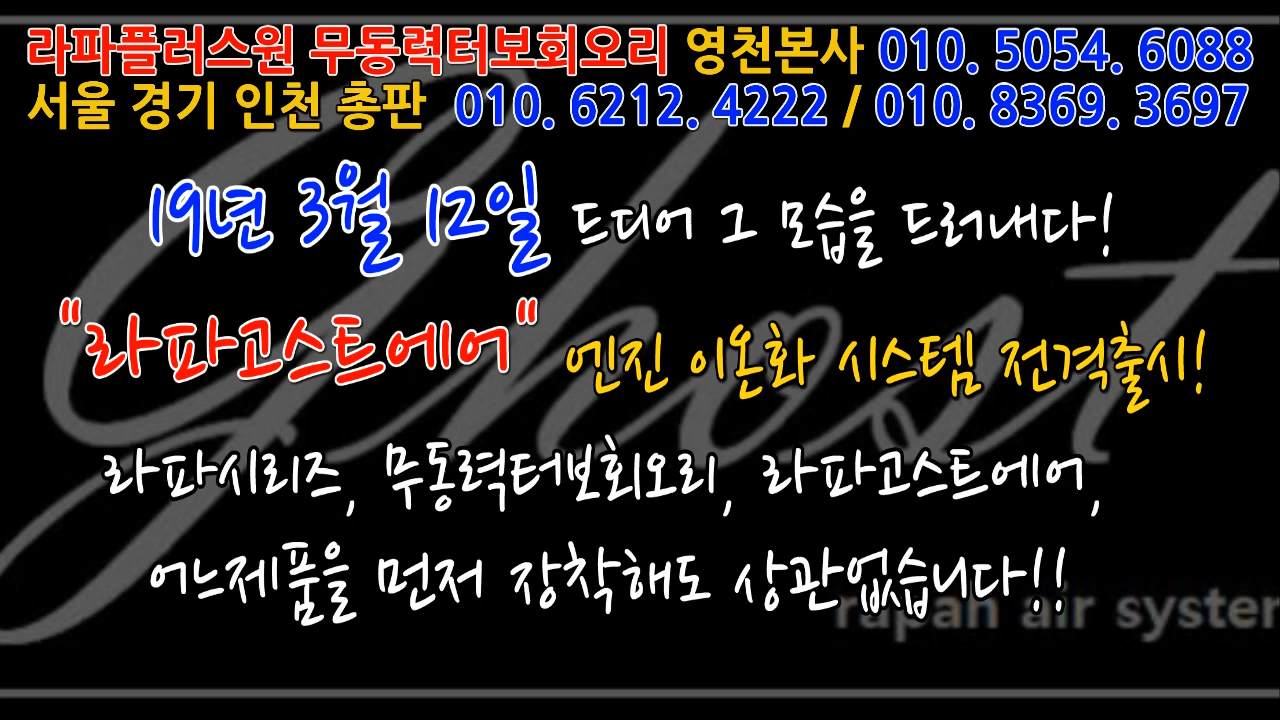 라파플러스원 무동력터보회오리 영천본사 010. 5054. 6088
서울 경기 인천 총판 010. 6212. 4222 / 010. 8369. 3697
19년 3월 12일 드디어 그 모습을 드러내다!
"라파고스트에어" 엔진 이온화 시스템 전격출시!
라파시리즈, 무동력터보회오리, 라파고스트에어,
어느제품을 먼저 장착해도 상관없습니다!!
Ghost
rapan air system